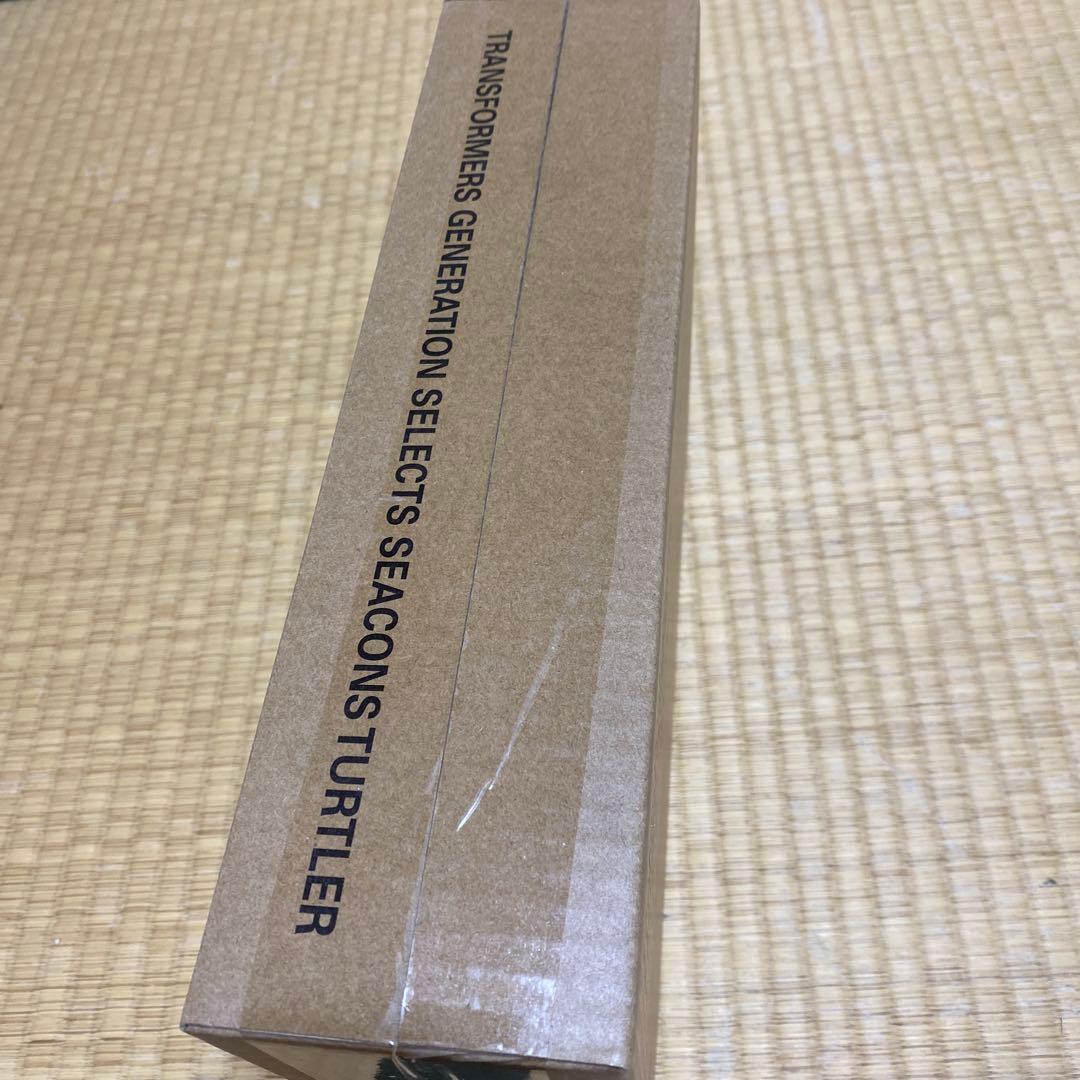 TRANSFORMERS GENERATION SELECTS SEACONS TURTLER